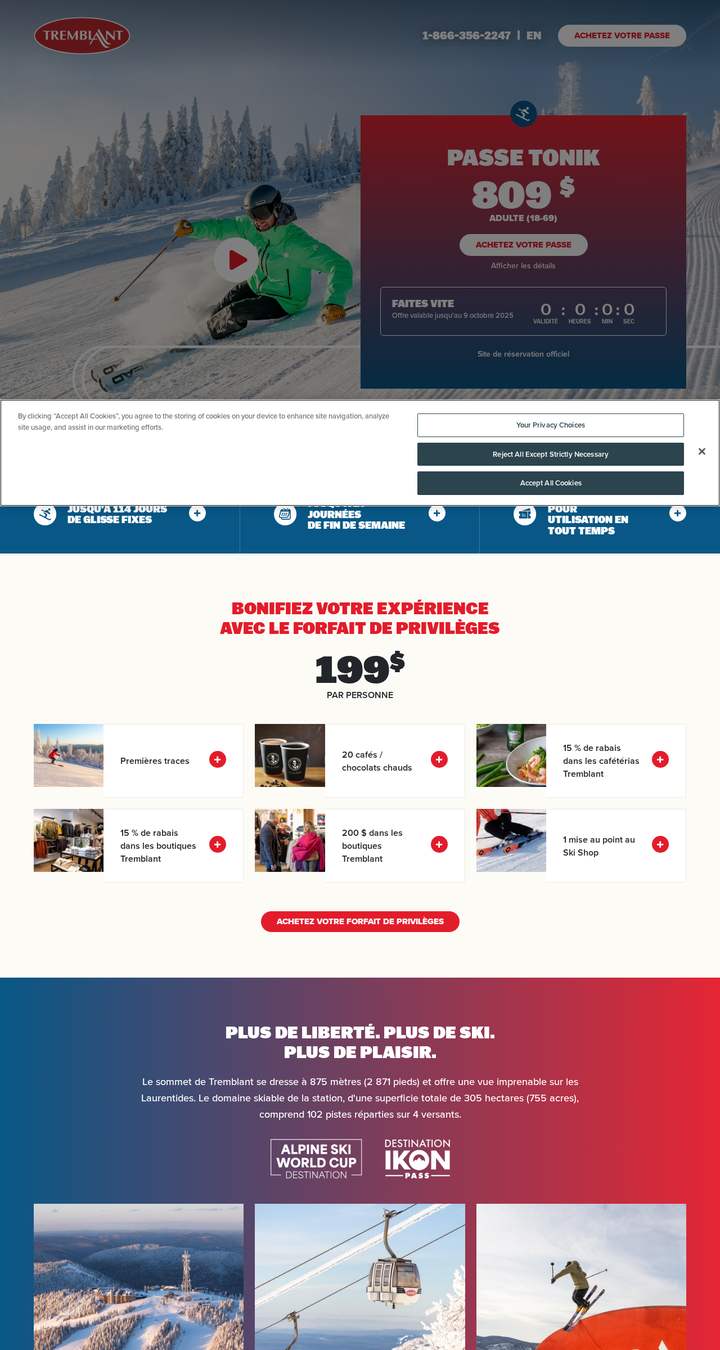 TREMBLANT
1-866-356-2247 | EN
ACHETEZ VOTRE PASSE
PASSE TONIK
809 $
ADULTE (18-69)
ACHETEZ VOTRE PASSE
Afficher les détails
FAITES VITE
Offre valable jusqu'au 9 octobre 2025
0 : 0 : 0 : 0
VALIDITÉ HEURES MIN SEC
Site de réservation officiel
By clicking “Accept All Cookies”, you agree to the storing of cookies on your device to enhance site navigation, analyze
site usage, and assist in our marketing efforts.
Your Privacy Choices
Reject All Except Strictly Necessary
Accept All Cookies
JUSQU'À 114 JOURS
DE GLISSE FIXES
JOURNÉES
DE FIN DE SEMAINE
POUR
UTILISATION EN
TOUT TEMPS
BONIFIEZ VOTRE EXPÉRIENCE
AVEC LE FORFAIT DE PRIVILÈGES
199$
PAR PERSONNE
Premières traces
20 cafés /
chocolats chauds
15 % de rabais
dans les cafétérias
Tremblant
15 % de rabais
dans les boutiques
Tremblant
200 $ dans les
boutiques
Tremblant
1 mise au point au
Ski Shop
ACHETEZ VOTRE FORFAIT DE PRIVILÈGES
PLUS DE LIBERTÉ. PLUS DE SKI.
PLUS DE PLAISIR.
Le sommet de Tremblant se dresse à 875 mètres (2 871 pieds) et offre une vue imprenable sur les
Laurentides. Le domaine skiable de la station, d'une superficie totale de 305 hectares (755 acres),
comprend 102 pistes réparties sur 4 versants.
ALPINE SKI
WORLD CUP
DESTINATION
DESTINATION
IKON
PASS